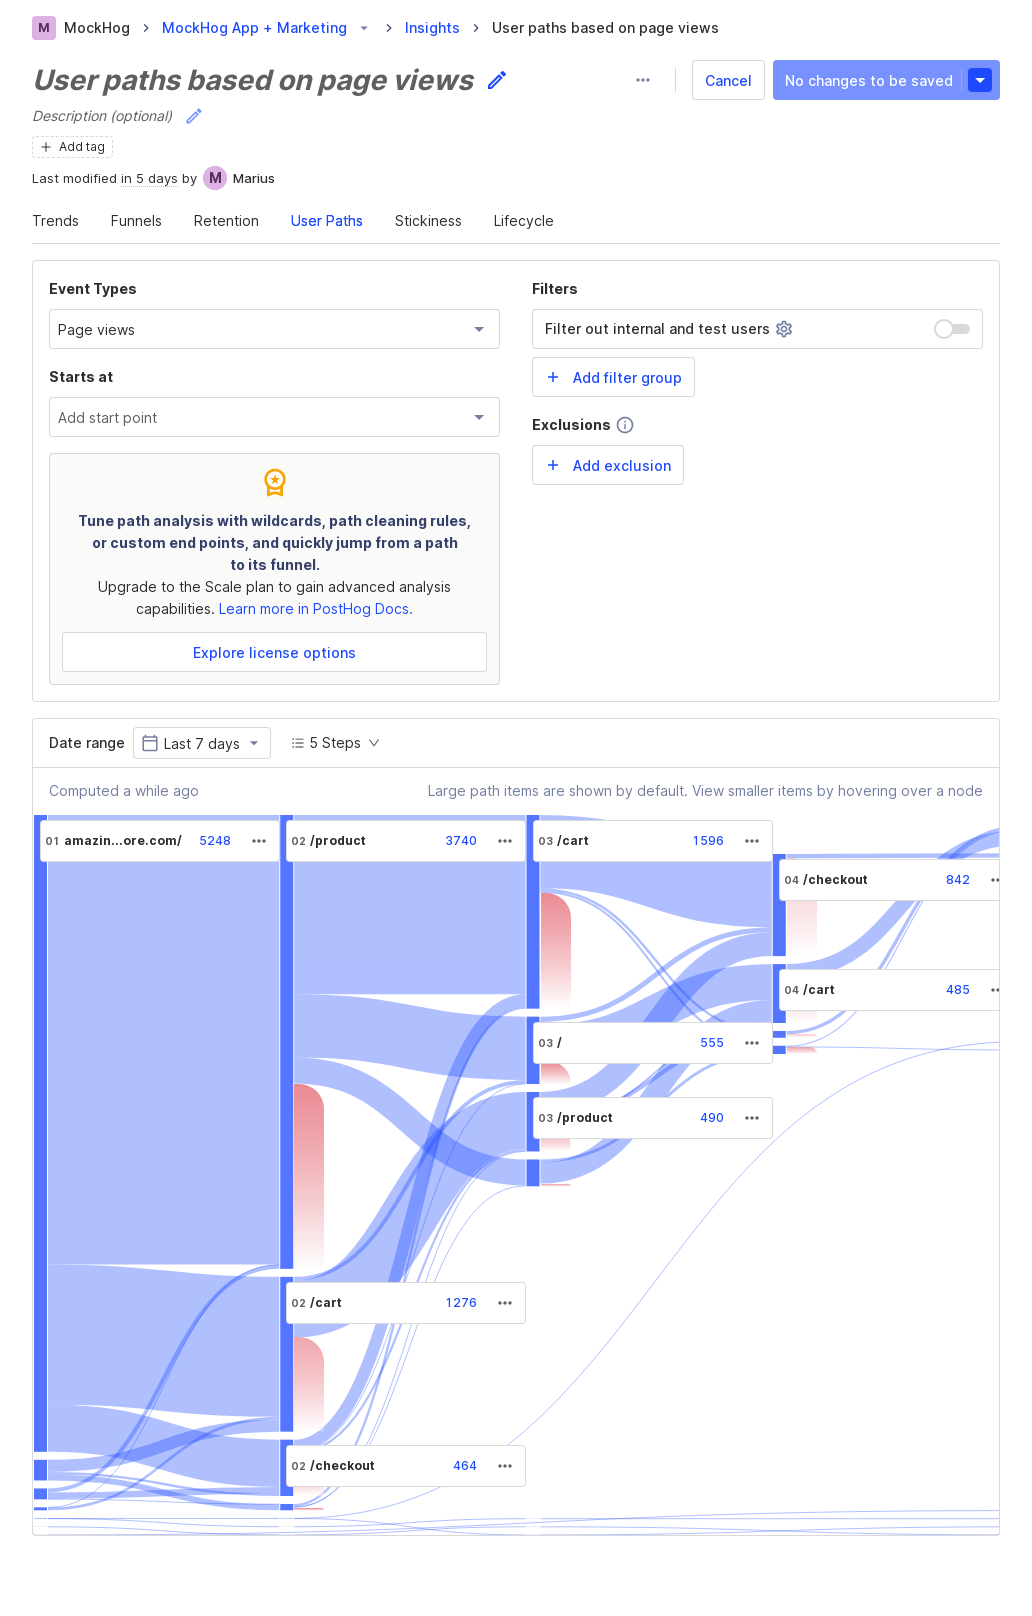 M MockHog > MockHog App + Marketing > Insights > User paths based on page views
User paths based on page views
Cancel
No changes to be saved
Description (optional)
+ Add tag
Last modified in 5 days by M Marius
Trends Funnels Retention User Paths Stickiness Lifecycle
Event Types
Page views
Starts at
Add start point
Tune path analysis with wildcards, path cleaning rules,
or custom end points, and quickly jump from a path
to its funnel.
Upgrade to the Scale plan to gain advanced analysis
capabilities. Learn more in PostHog Docs.
Explore license options
Filters
Filter out internal and test users
+ Add filter group
Exclusions
+ Add exclusion
Date range Last 7 days 5 Steps
Computed a while ago
Large path items are shown by default. View smaller items by hovering over a node
01 amazin...ore.com/ 5248
02 /product 3740
03 /cart 1596
04 /checkout 842
04 /cart 485
03 / 555
03 /product 490
02 /cart 1276
02 /checkout 464